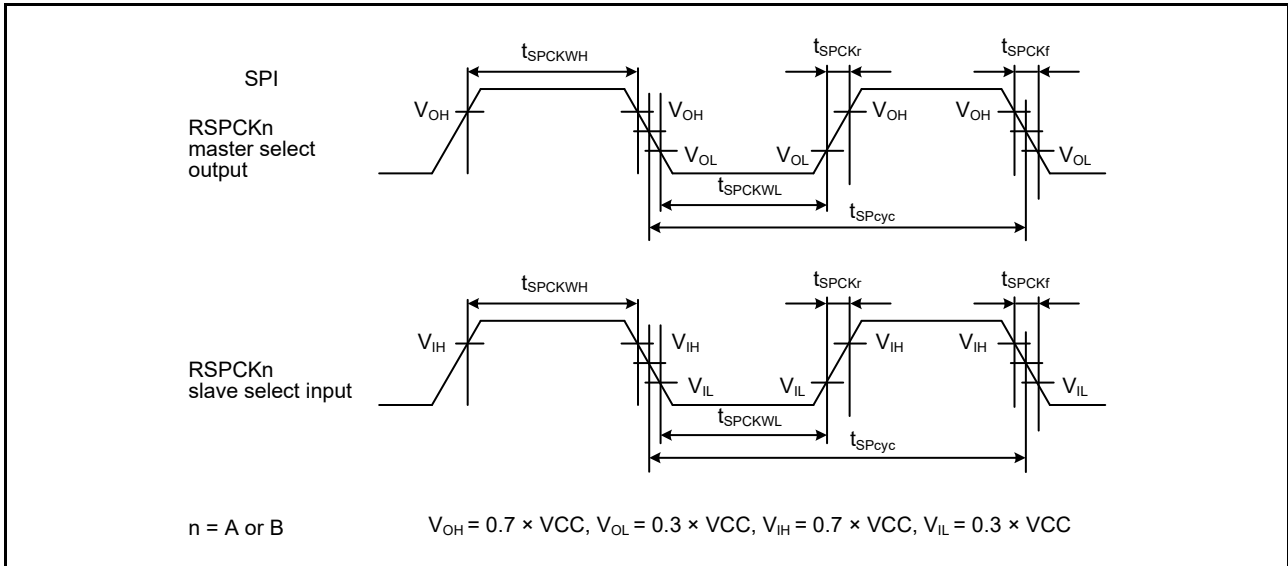 SPI
RSPCKn
master select
output
tSPCKWH
tSPCKr
tSPCKf
VOH
VOH
VOL
VOL
VOH
VOH
VOL
tSPCKWL
tSPcyc
RSPCKn
slave select input
tSPCKWH
tSPCKr
tSPCKf
VIH
VIH
VIL
VIL
VIH
VIH
VIL
tSPCKWL
tSPcyc
n = A or B
VOH = 0.7 × VCC, VOL = 0.3 × VCC, VIH = 0.7 × VCC, VIL = 0.3 × VCC